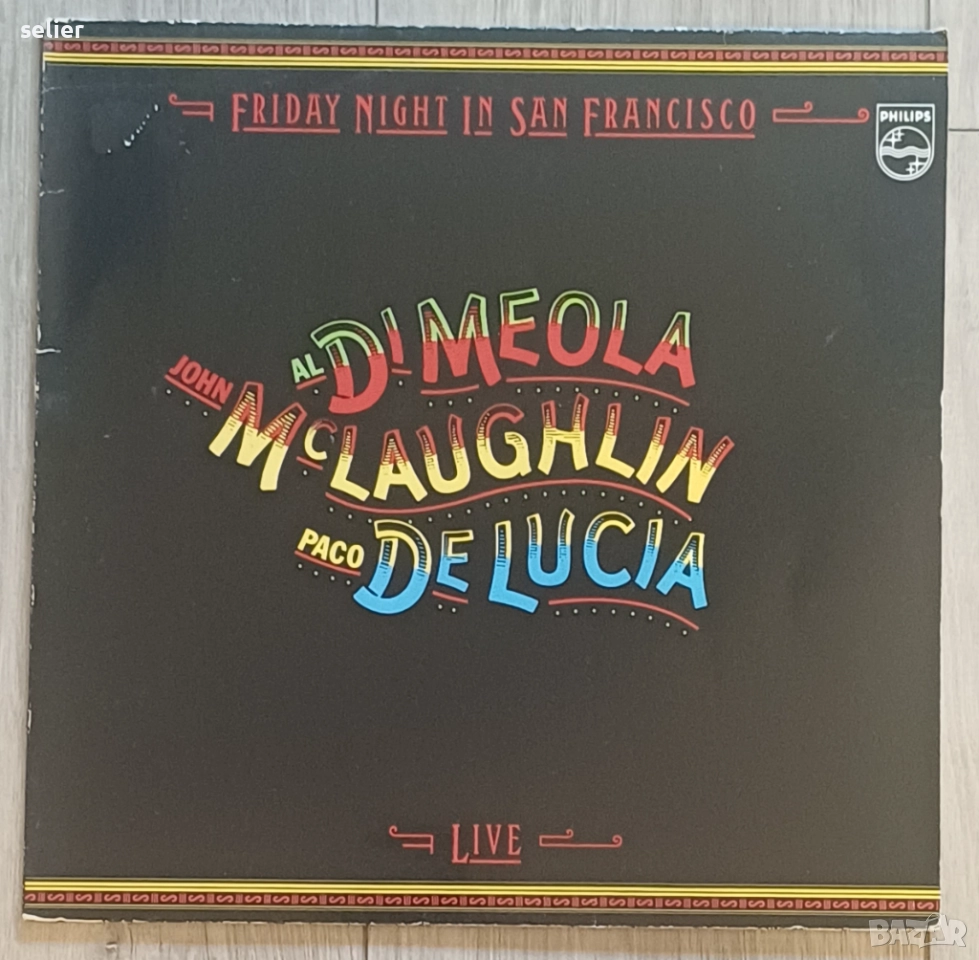 selier
FRIDAY NIGHT IN SAN FRANCISCO
PHILIPS
AL DI MEOLA
JOHN MCLAUGHLIN
PACO DE LUCIA
LIVE
BAZAR